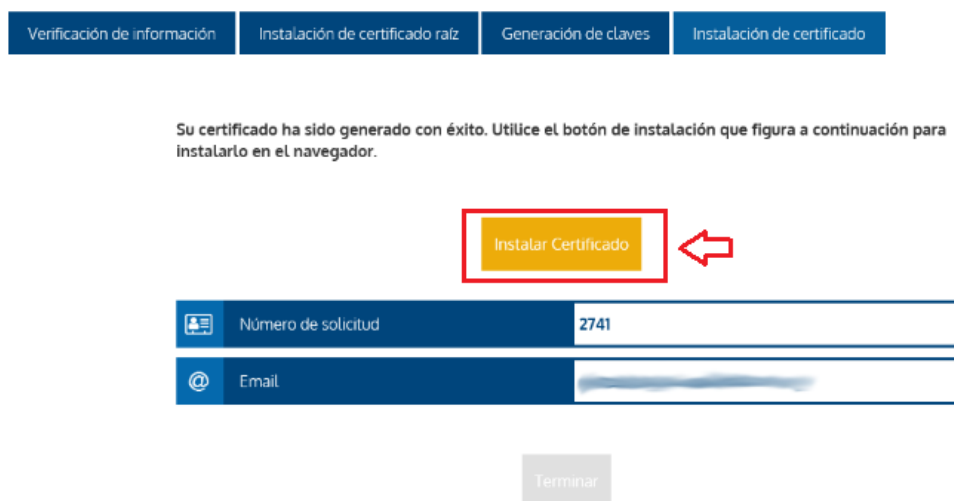 Verificación de información
Instalación de certificado raíz
Generación de claves
Instalación de certificado
Su certificado ha sido generado con éxito. Utilice el botón de instalación que figura a continuación para
instalarlo en el navegador.
Instalar Certificado
Número de solicitud 2741
@ Email
Terminar